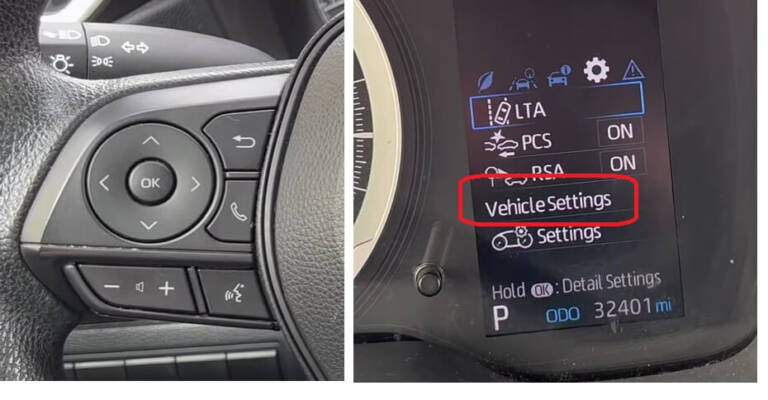 OK
LTA
PCS ON
RSA ON
Vehicle Settings
Settings
Hold OK : Detail Settings
P ODO 32401 mi